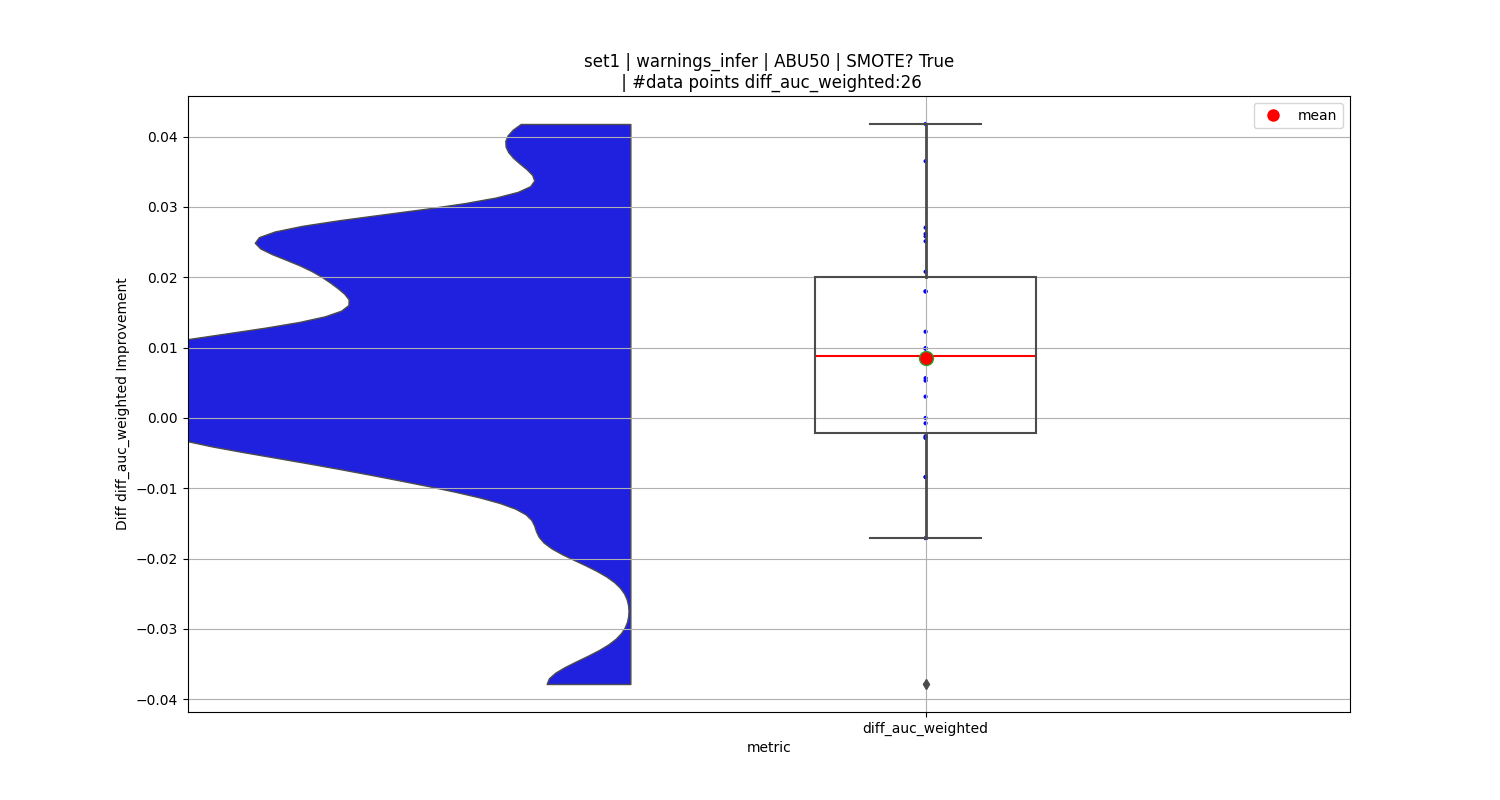 set1 | warnings_infer | ABU50 | SMOTE? True
| #data points diff_auc_weighted:26
mean
0.04
0.03
0.02
0.01
0.00
−0.01
−0.02
−0.03
−0.04
Diff diff_auc_weighted Improvement
diff_auc_weighted
metric